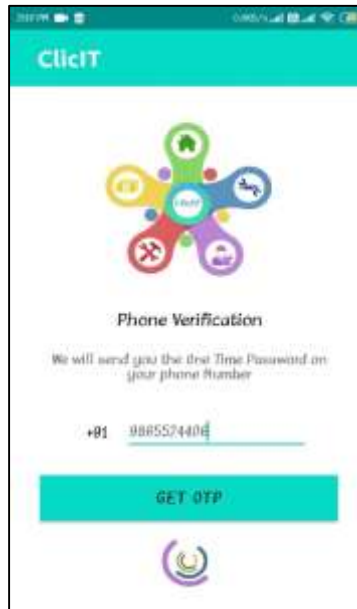 ClicIT
Phone Verification
We will send you the One Time Password on
your phone Number
+91
GET OTP